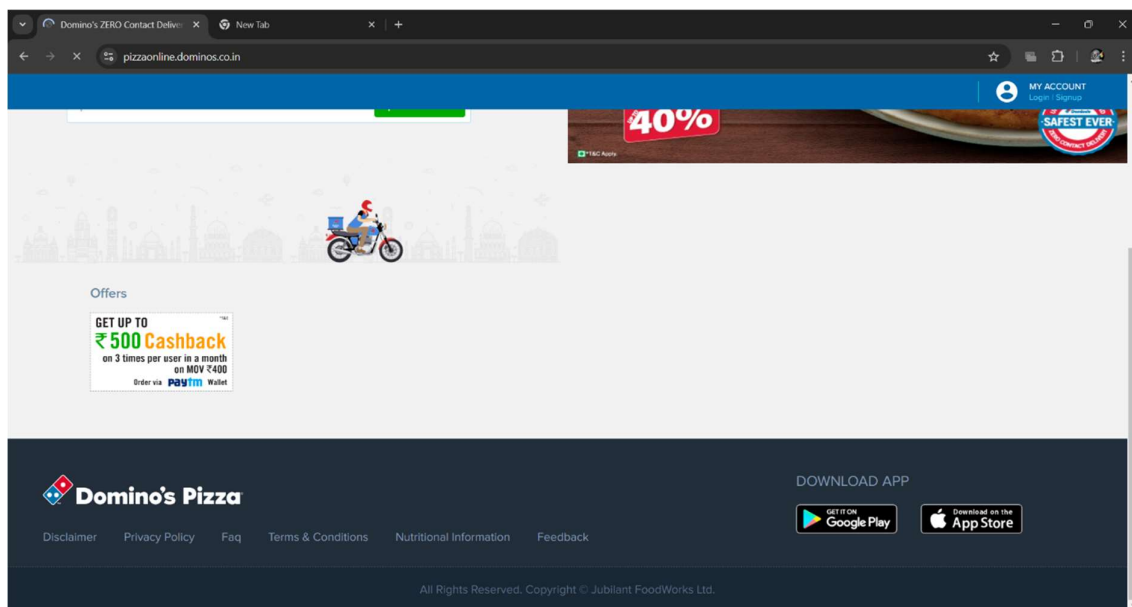 Domino's ZERO Contact Deliver
New Tab
pizzaonline.dominos.co.in
MY ACCOUNT
Login | Signup
40%
*T&C Apply.
SAFEST EVER
ZERO CONTACT DELIVERY
Offers
GET UP TO
₹500 Cashback
on 3 times per user in a month
on MOV ₹400
Order via Paytm Wallet
Domino's Pizza
DOWNLOAD APP
GET IT ON
Google Play
Download on the
App Store
Disclaimer Privacy Policy Faq Terms & Conditions Nutritional Information Feedback
All Rights Reserved. Copyright © Jubilant FoodWorks Ltd.